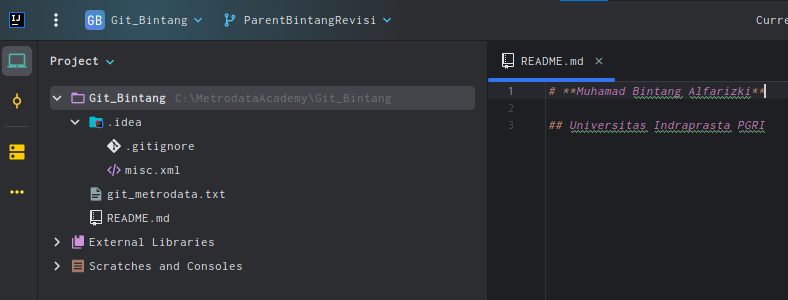 IJ
GB Git_Bintang ParentBintangRevisi Curre
Project
README.md
Git_Bintang C:\MetrodataAcademy\Git_Bintang
.idea
.gitignore
misc.xml
git_metrodata.txt
README.md
External Libraries
Scratches and Consoles
1 # **Muhamad Bintang Alfarizki**
2
3 ## Universitas Indraprasta PGRI